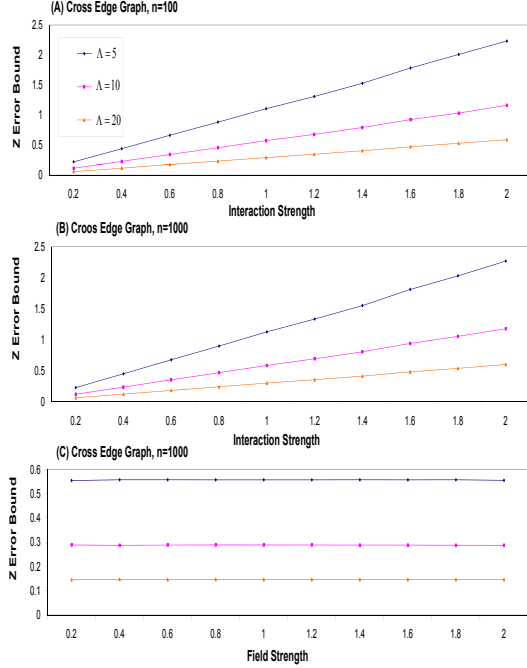 (A) Cross Edge Graph, n=100
Z Error Bound
2.5
2
1.5
1
0.5
0
Λ = 5
Λ = 10
Λ = 20
0.2 0.4 0.6 0.8 1 1.2 1.4 1.6 1.8 2
Interaction Strength
(B) Croos Edge Graph, n=1000
Z Error Bound
2.5
2
1.5
1
0.5
0
0.2 0.4 0.6 0.8 1 1.2 1.4 1.6 1.8 2
Interaction Strength
(C) Cross Edge Graph, n=1000
Z Error Bound
0.6
0.5
0.4
0.3
0.2
0.1
0
0.2 0.4 0.6 0.8 1 1.2 1.4 1.6 1.8 2
Field Strength